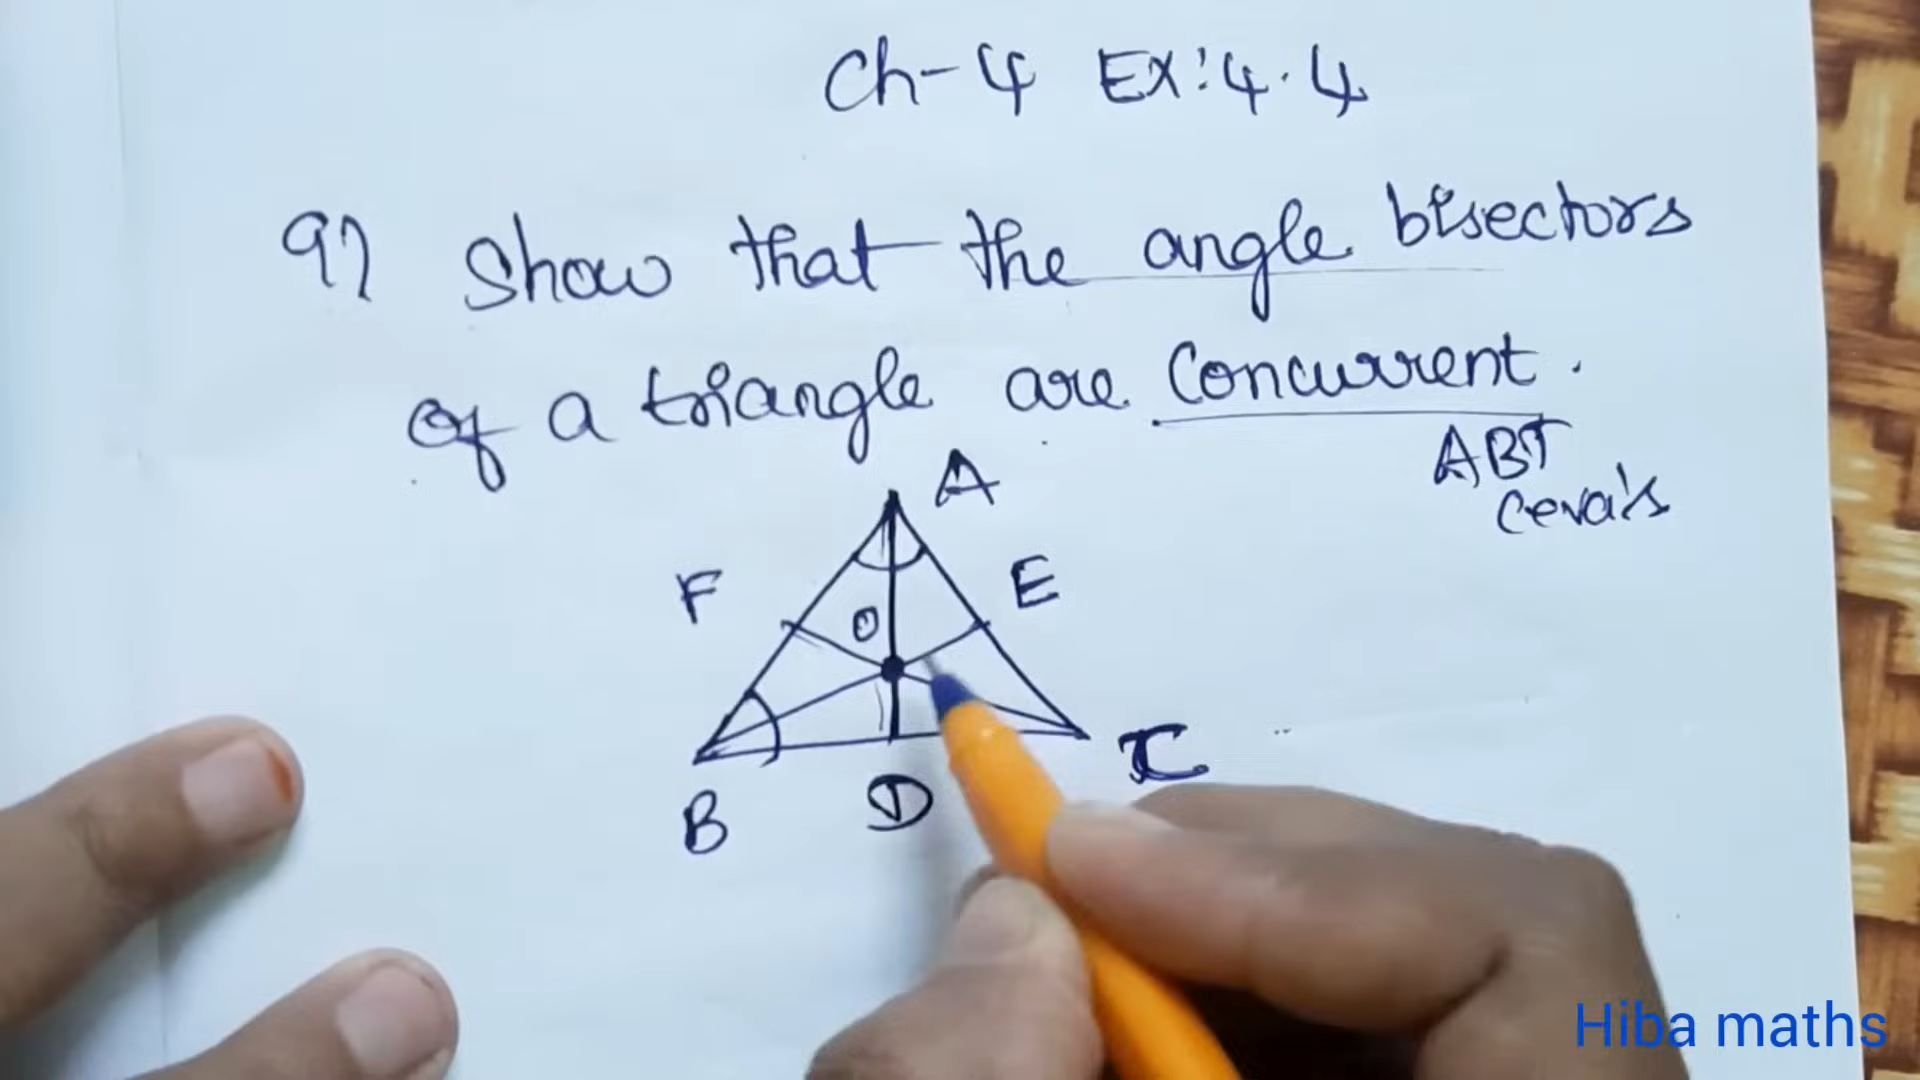 Ch-4 EX:4.4
9) Show that the angle bisectors
of a triangle are Concurrent.
ABT
Ceva's
A
F
E
O
C
B
D
Hiba maths